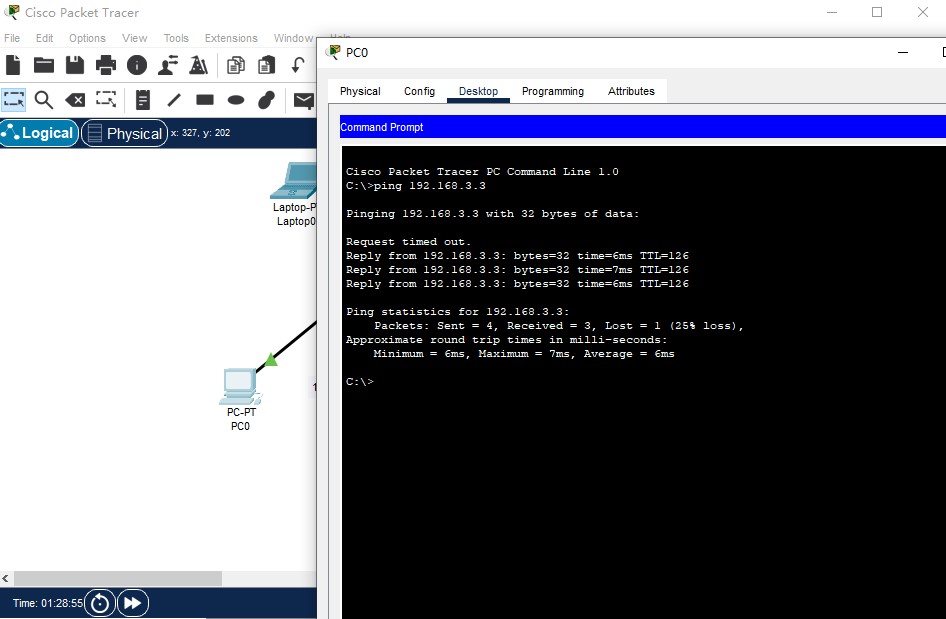 Cisco Packet Tracer
File Edit Options View Tools Extensions Window Help
PC0
Physical Config Desktop Programming Attributes
Logical Physical x: 327, y: 202
Command Prompt
Cisco Packet Tracer PC Command Line 1.0
C:\>ping 192.168.3.3
Pinging 192.168.3.3 with 32 bytes of data:
Request timed out.
Reply from 192.168.3.3: bytes=32 time=6ms TTL=126
Reply from 192.168.3.3: bytes=32 time=7ms TTL=126
Reply from 192.168.3.3: bytes=32 time=6ms TTL=126
Ping statistics for 192.168.3.3:
Packets: Sent = 4, Received = 3, Lost = 1 (25% loss),
Approximate round trip times in milli-seconds:
Minimum = 6ms, Maximum = 7ms, Average = 6ms
C:\>
Laptop-P
Laptop0
1
PC-PT
PC0
Time: 01:28:55